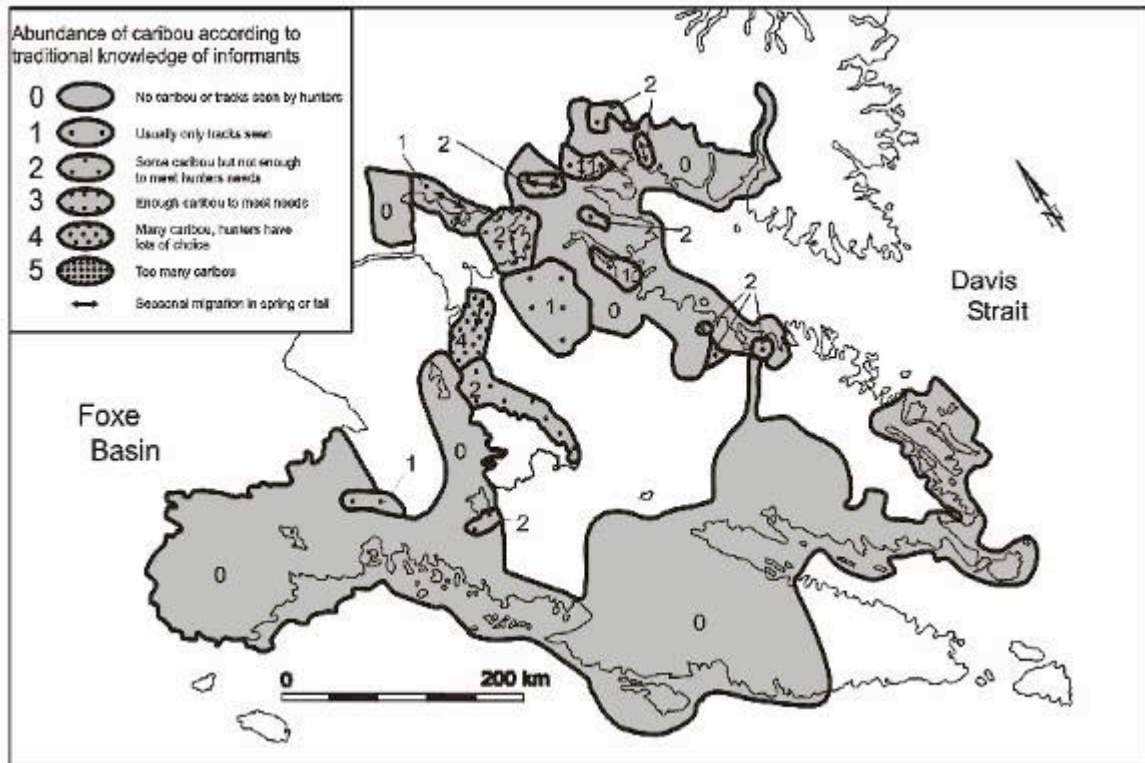 Abundance of caribou according to
traditional knowledge of informants
0 No caribou or tracks seen by hunters
1 Usually only tracks seen
2 Some caribou but not enough
to meet hunters needs
3 Enough caribou to meet needs
4 Many caribou, hunters have
lots of choice
5 Too many caribou
Seasonal migration in spring or fall
2
1
2
0
0
2
2
1
0
2
4
2
Davis
Strait
Foxe
Basin
0
1
2
0
0
0
200 km